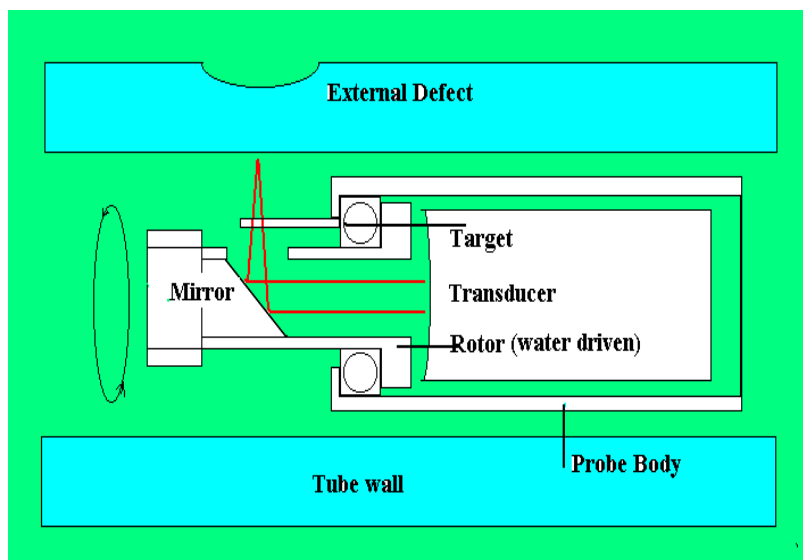 External Defect
Target
Mirror
Transducer
Rotor (water driven)
Probe Body
Tube wall